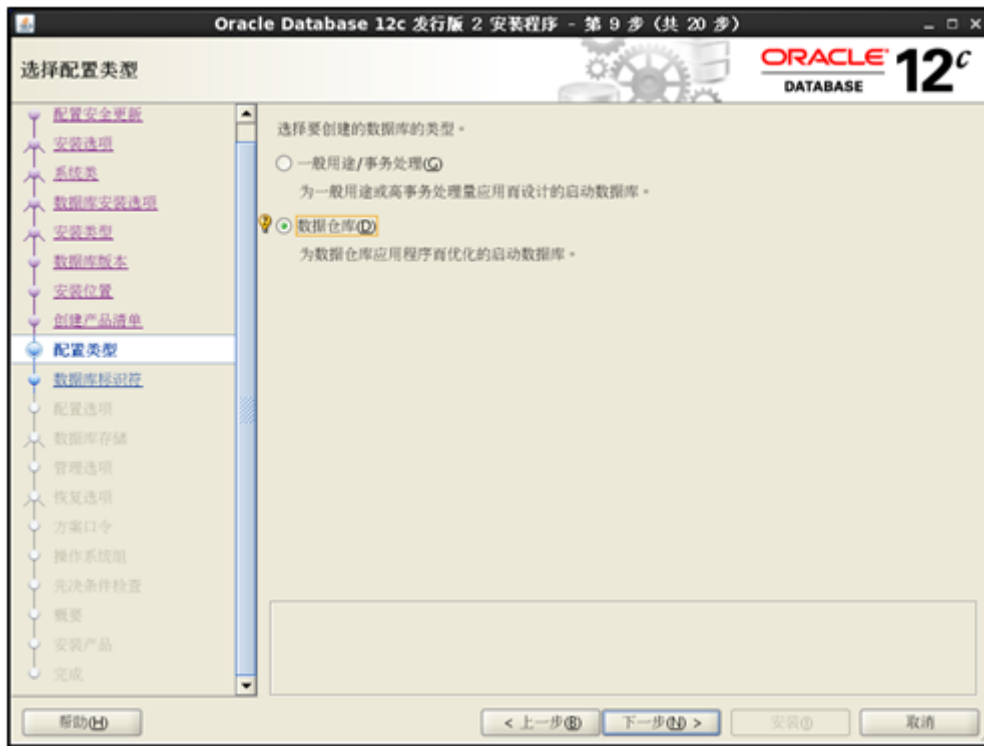 Oracle Database 12c 发行版 2 安装程序 - 第 9 步 (共 20 步)
选择配置类型
ORACLE
DATABASE
12c
配置安全更新
安装选项
系统类
数据库安装选项
安装类型
数据库版本
安装位置
创建产品清单
配置类型
数据库标识符
配置选项
数据库存储
管理选项
恢复选项
方案口令
操作系统组
先决条件检查
概要
安装产品
完成
选择要创建的数据库的类型。
一般用途/事务处理(G)
为一般用途或高事务处理量应用而设计的启动数据库。
数据仓库(D)
为数据仓库应用程序而优化的启动数据库。
帮助(H)
< 上一步(B)
下一步(N) >
安装(I)
取消